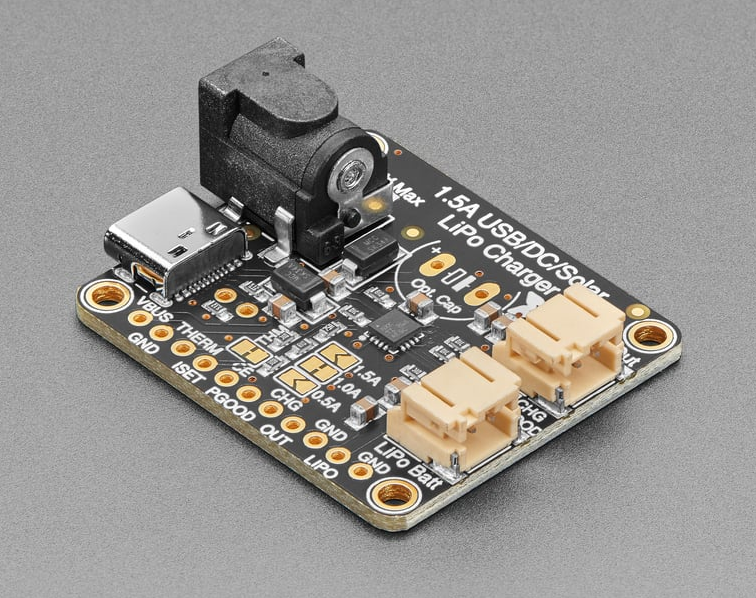 Max
1.5A USB/DC/Solar
LiPo Charger
+
Opt. Cap
VBUS
GND
THERM
ISET
CE
PGOOD
CHG
OUT
GND
LIPO
GND
1.5A
1.0A
0.5A
LiPo Batt
CHG